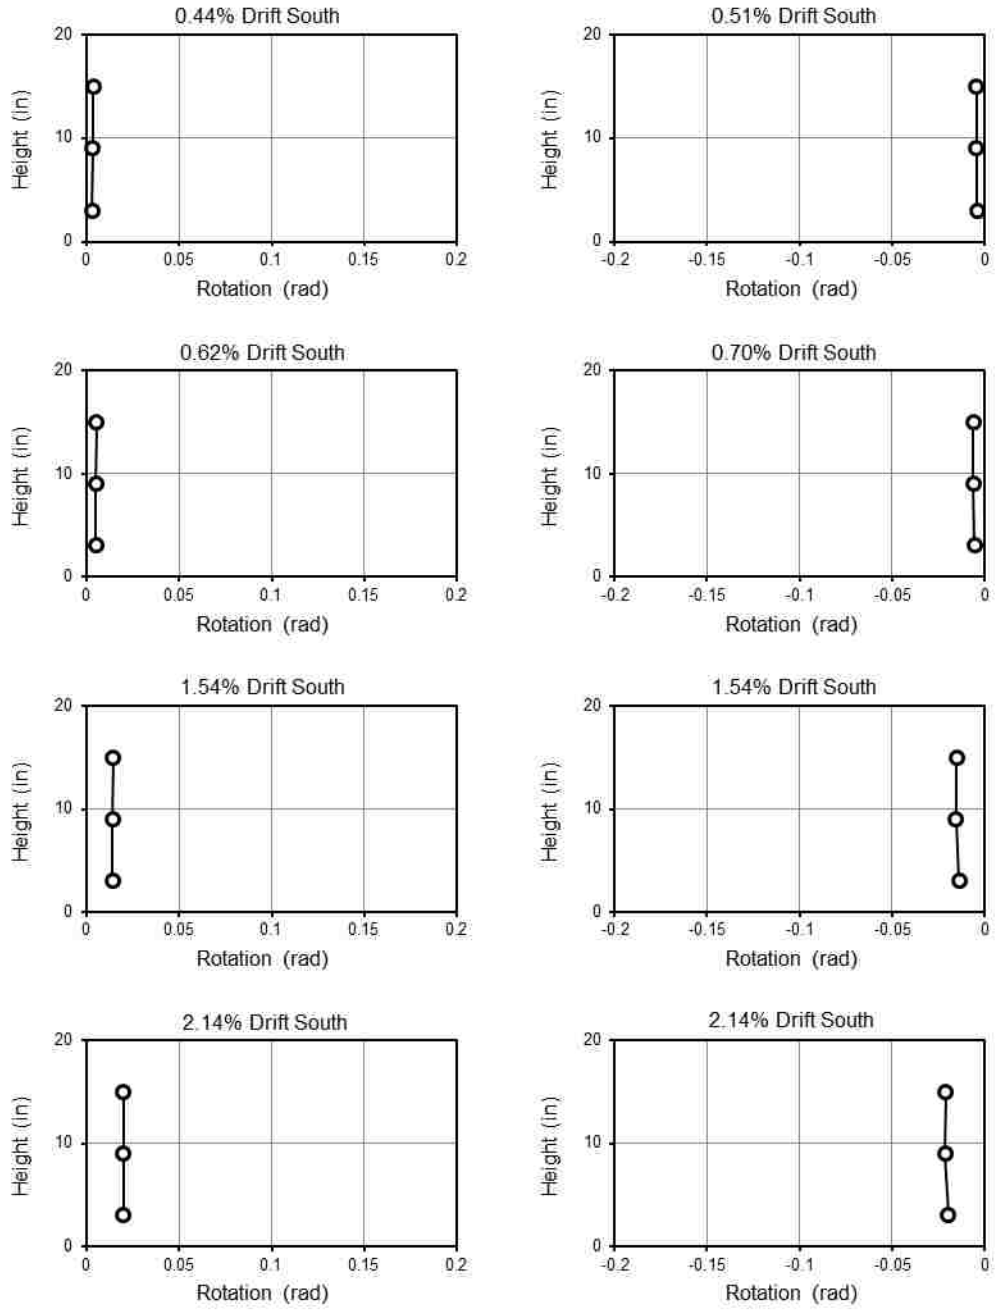 0.44% Drift South
20
10
0
Height (in)
0 0.05 0.1 0.15 0.2
Rotation (rad)
0.51% Drift South
20
10
0
Height (in)
-0.2 -0.15 -0.1 -0.05 0
Rotation (rad)
0.62% Drift South
20
10
0
Height (in)
0 0.05 0.1 0.15 0.2
Rotation (rad)
0.70% Drift South
20
10
0
Height (in)
-0.2 -0.15 -0.1 -0.05 0
Rotation (rad)
1.54% Drift South
20
10
0
Height (in)
0 0.05 0.1 0.15 0.2
Rotation (rad)
1.54% Drift South
20
10
0
Height (in)
-0.2 -0.15 -0.1 -0.05 0
Rotation (rad)
2.14% Drift South
20
10
0
Height (in)
0 0.05 0.1 0.15 0.2
Rotation (rad)
2.14% Drift South
20
10
0
Height (in)
-0.2 -0.15 -0.1 -0.05 0
Rotation (rad)